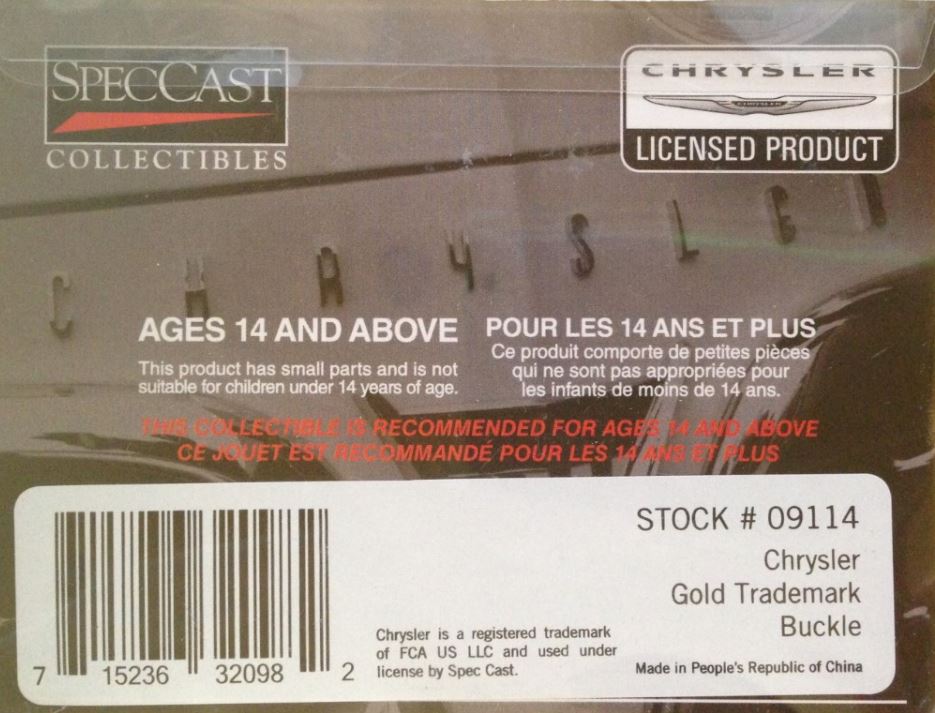 SPECCAST
COLLECTIBLES
CHRYSLER
CHRYSLER
LICENSED PRODUCT
CHRYSLER
AGES 14 AND ABOVE
This product has small parts and is not
suitable for children under 14 years of age.
POUR LES 14 ANS ET PLUS
Ce produit comporte de petites pièces
qui ne sont pas appropriées pour
les infants de moins de 14 ans.
THIS COLLECTIBLE IS RECOMMENDED FOR AGES 14 AND ABOVE
CE JOUET EST RECOMMANDÉ POUR LES 14 ANS ET PLUS
7 15236 32098 2
Chrysler is a registered trademark
of FCA US LLC and used under
license by Spec Cast.
STOCK # 09114
Chrysler
Gold Trademark
Buckle
Made in People's Republic of China